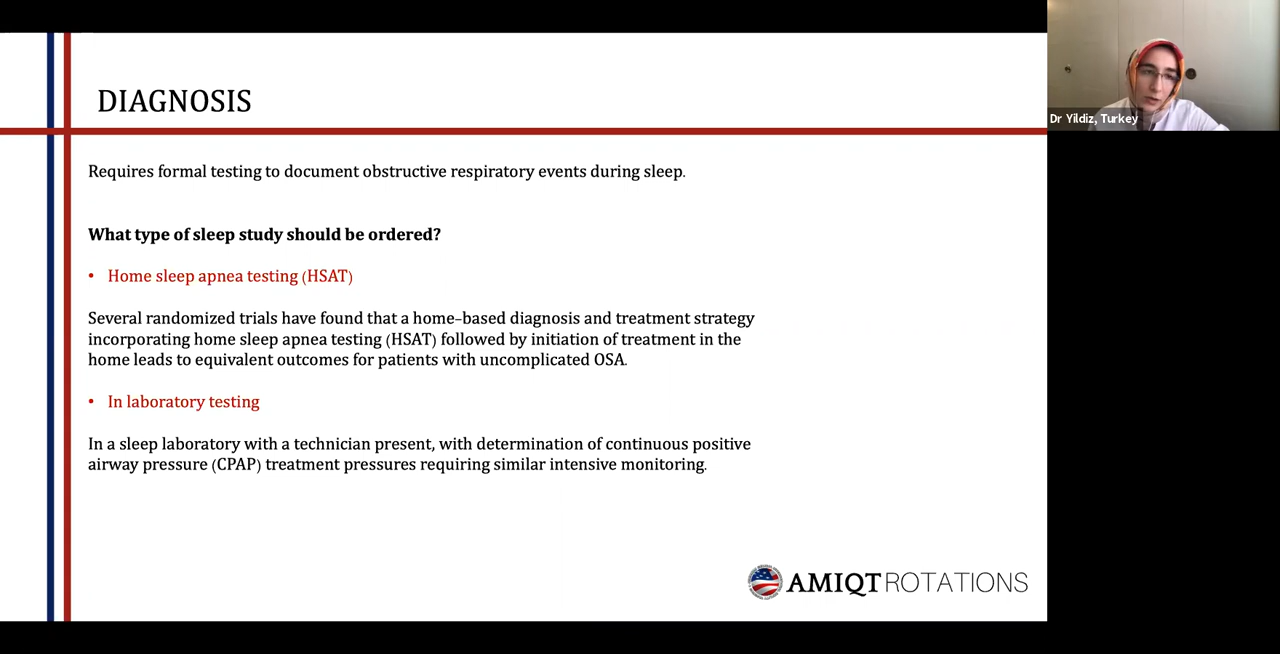 DIAGNOSIS
Requires formal testing to document obstructive respiratory events during sleep.
What type of sleep study should be ordered?
• Home sleep apnea testing (HSAT)
Several randomized trials have found that a home-based diagnosis and treatment strategy
incorporating home sleep apnea testing (HSAT) followed by initiation of treatment in the
home leads to equivalent outcomes for patients with uncomplicated OSA.
• In laboratory testing
In a sleep laboratory with a technician present, with determination of continuous positive
airway pressure (CPAP) treatment pressures requiring similar intensive monitoring.
AMIQT ROTATIONS
Dr Yildiz, Turkey